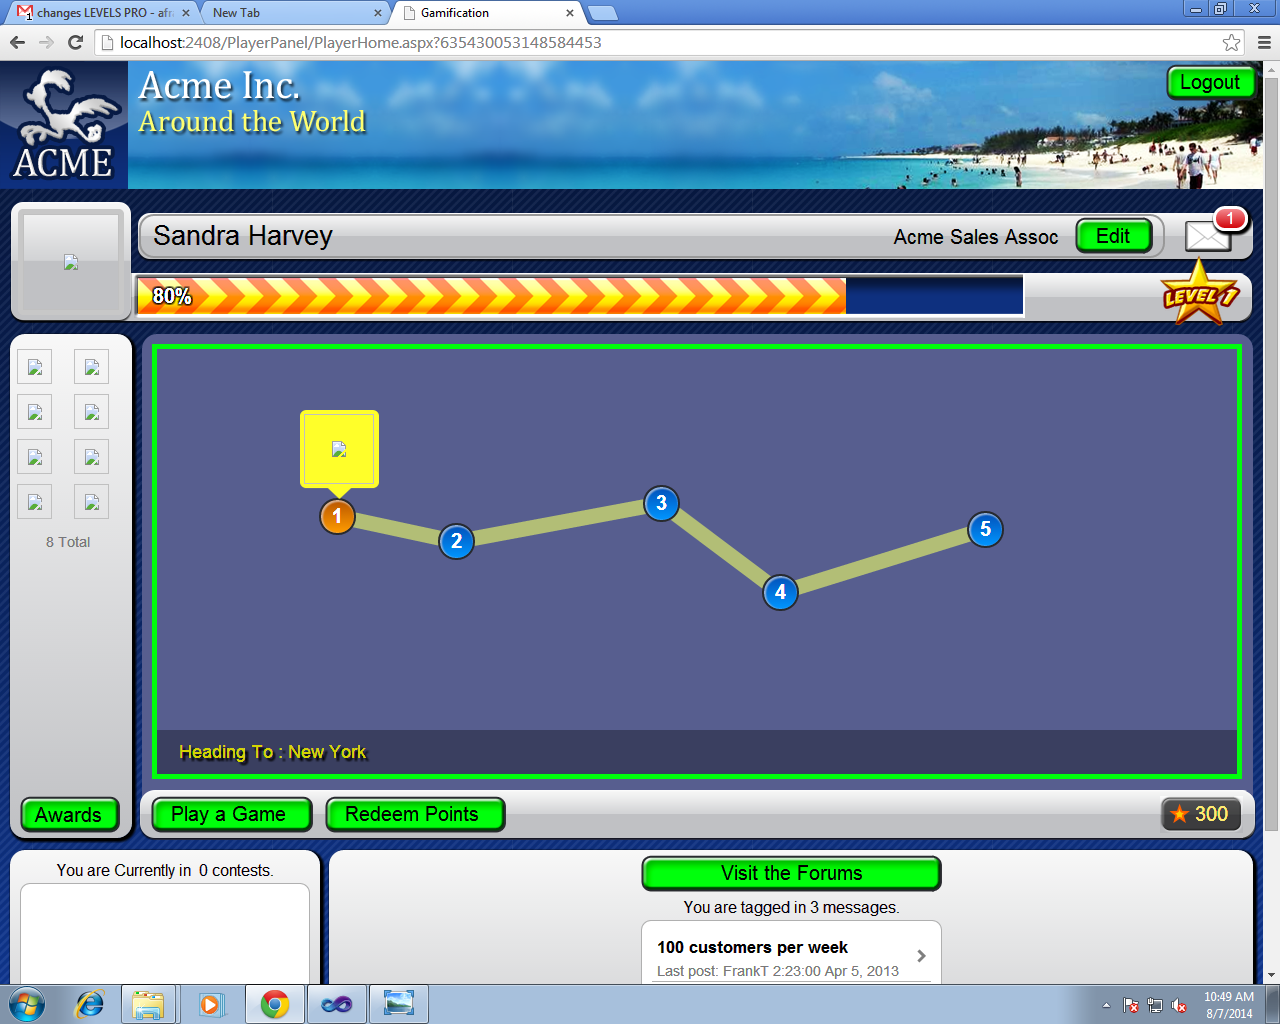 changes LEVELS PRO - afra
New Tab
Gamification
localhost:2408/PlayerPanel/PlayerHome.aspx?635430053148584453
Acme Inc.
Around the World
Logout
ACME
Sandra Harvey
Acme Sales Assoc
Edit
1
80%
LEVEL 1
1
2
3
4
5
8 Total
Heading To : New York
Awards
Play a Game
Redeem Points
300
You are Currently in 0 contests.
Visit the Forums
You are tagged in 3 messages.
100 customers per week
Last post: FrankT 2:23:00 Apr 5, 2013
10:49 AM
8/7/2014